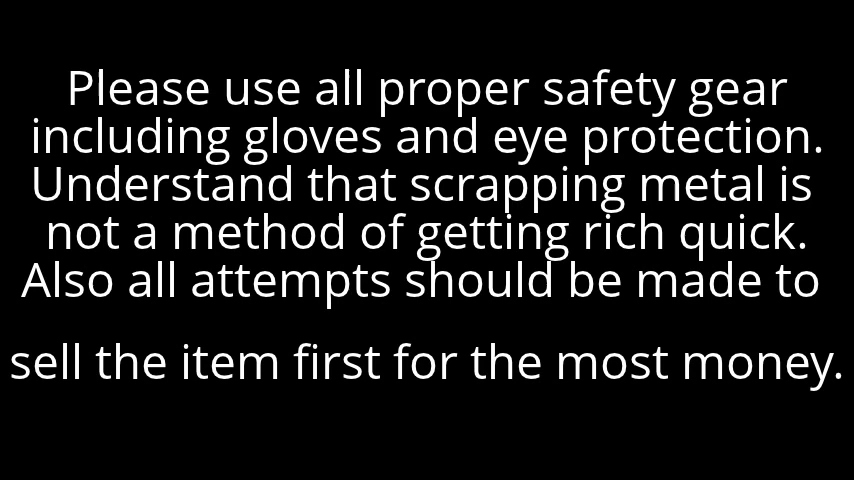 Please use all proper safety gear
including gloves and eye protection.
Understand that scrapping metal is
not a method of getting rich quick.
Also all attempts should be made to
sell the item first for the most money.